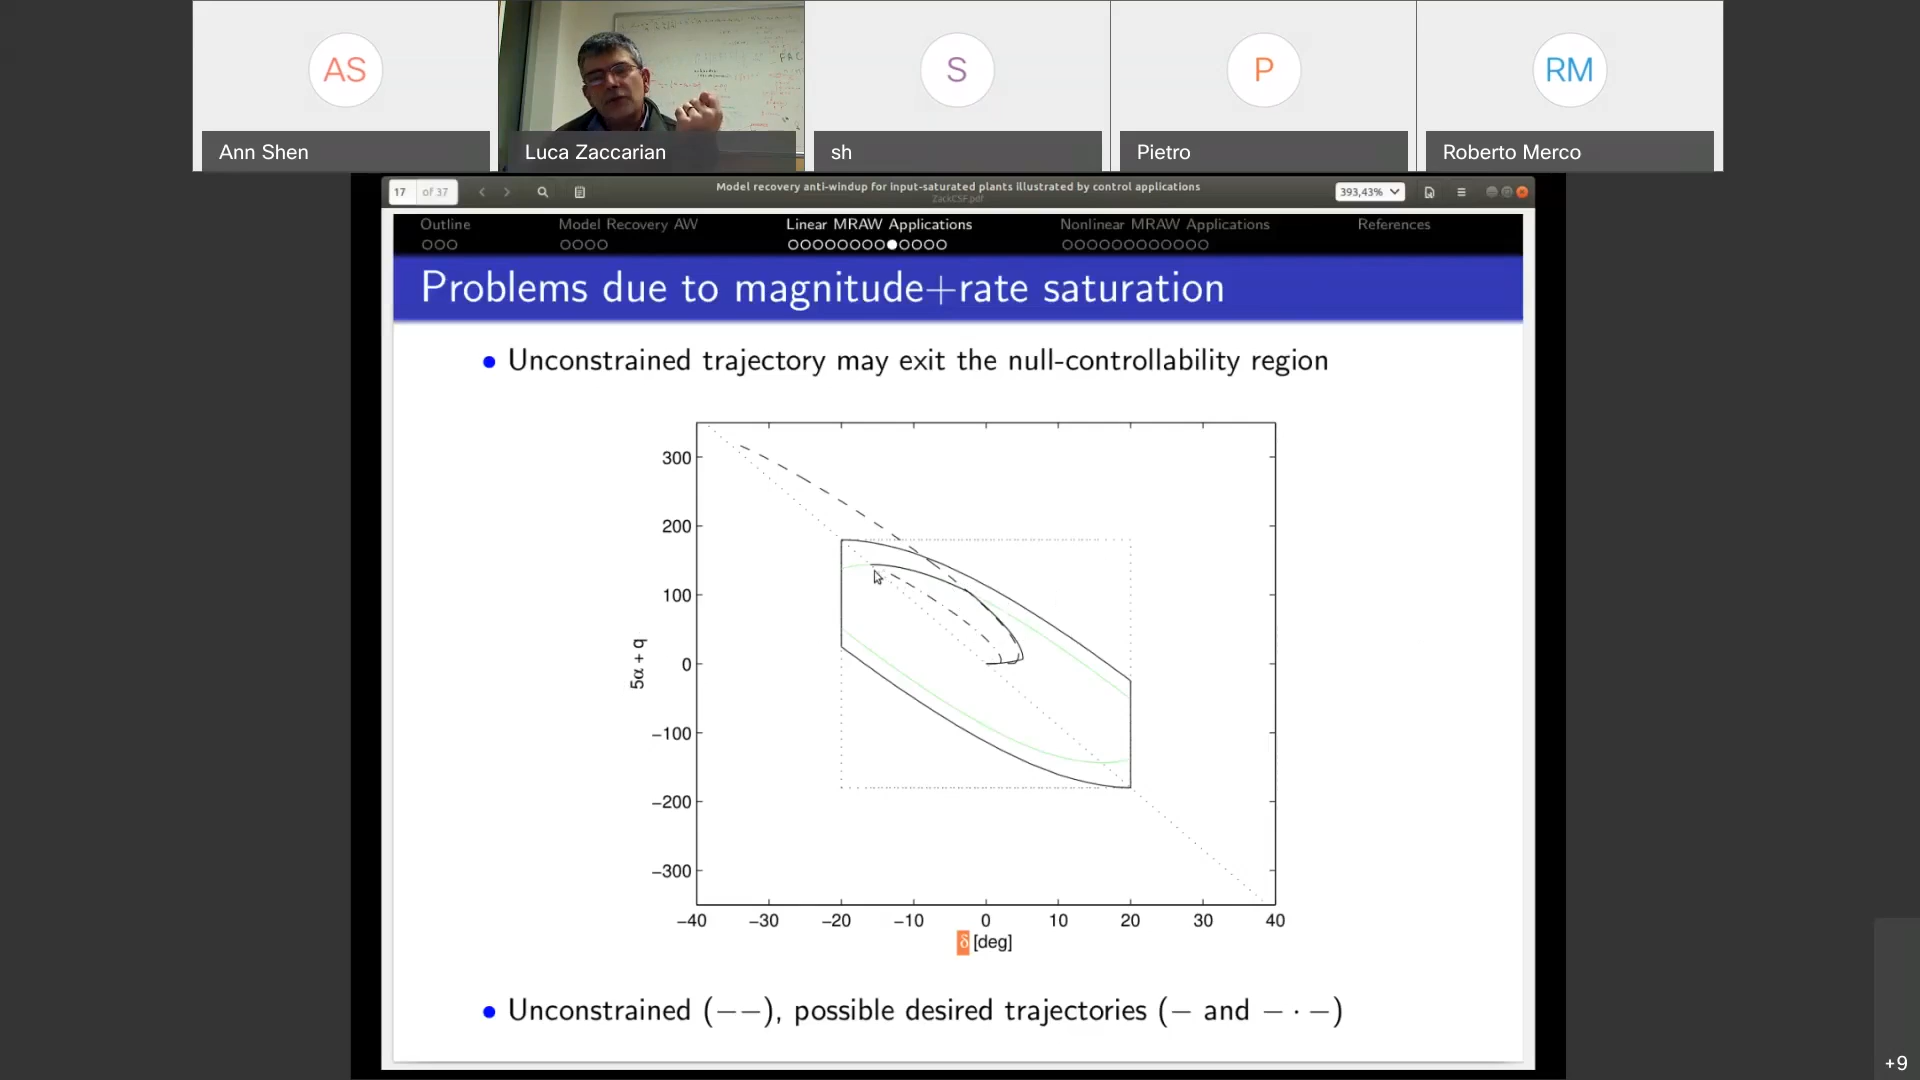 AS
S
P
RM
Ann Shen
Luca Zaccarian
sh
Pietro
Roberto Merco
17 of 37
Model recovery anti-windup for input-saturated plants illustrated by control applications
ZackCSF.pdf
393,43%
Outline
Model Recovery AW
Linear MRAW Applications
Nonlinear MRAW Applications
References
Problems due to magnitude+rate saturation
• Unconstrained trajectory may exit the null-controllability region
300
200
100
0
−100
−200
−300
5α + q
−40 −30 −20 −10 0 10 20 30 40
δ [deg]
• Unconstrained (−−), possible desired trajectories (− and − · −)
+9